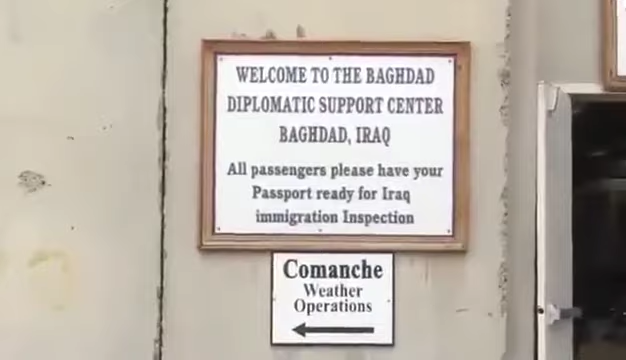 WELCOME TO THE BAGHDAD
DIPLOMATIC SUPPORT CENTER
BAGHDAD, IRAQ
All passengers please have your
Passport ready for Iraq
immigration Inspection
Comanche
Weather
Operations